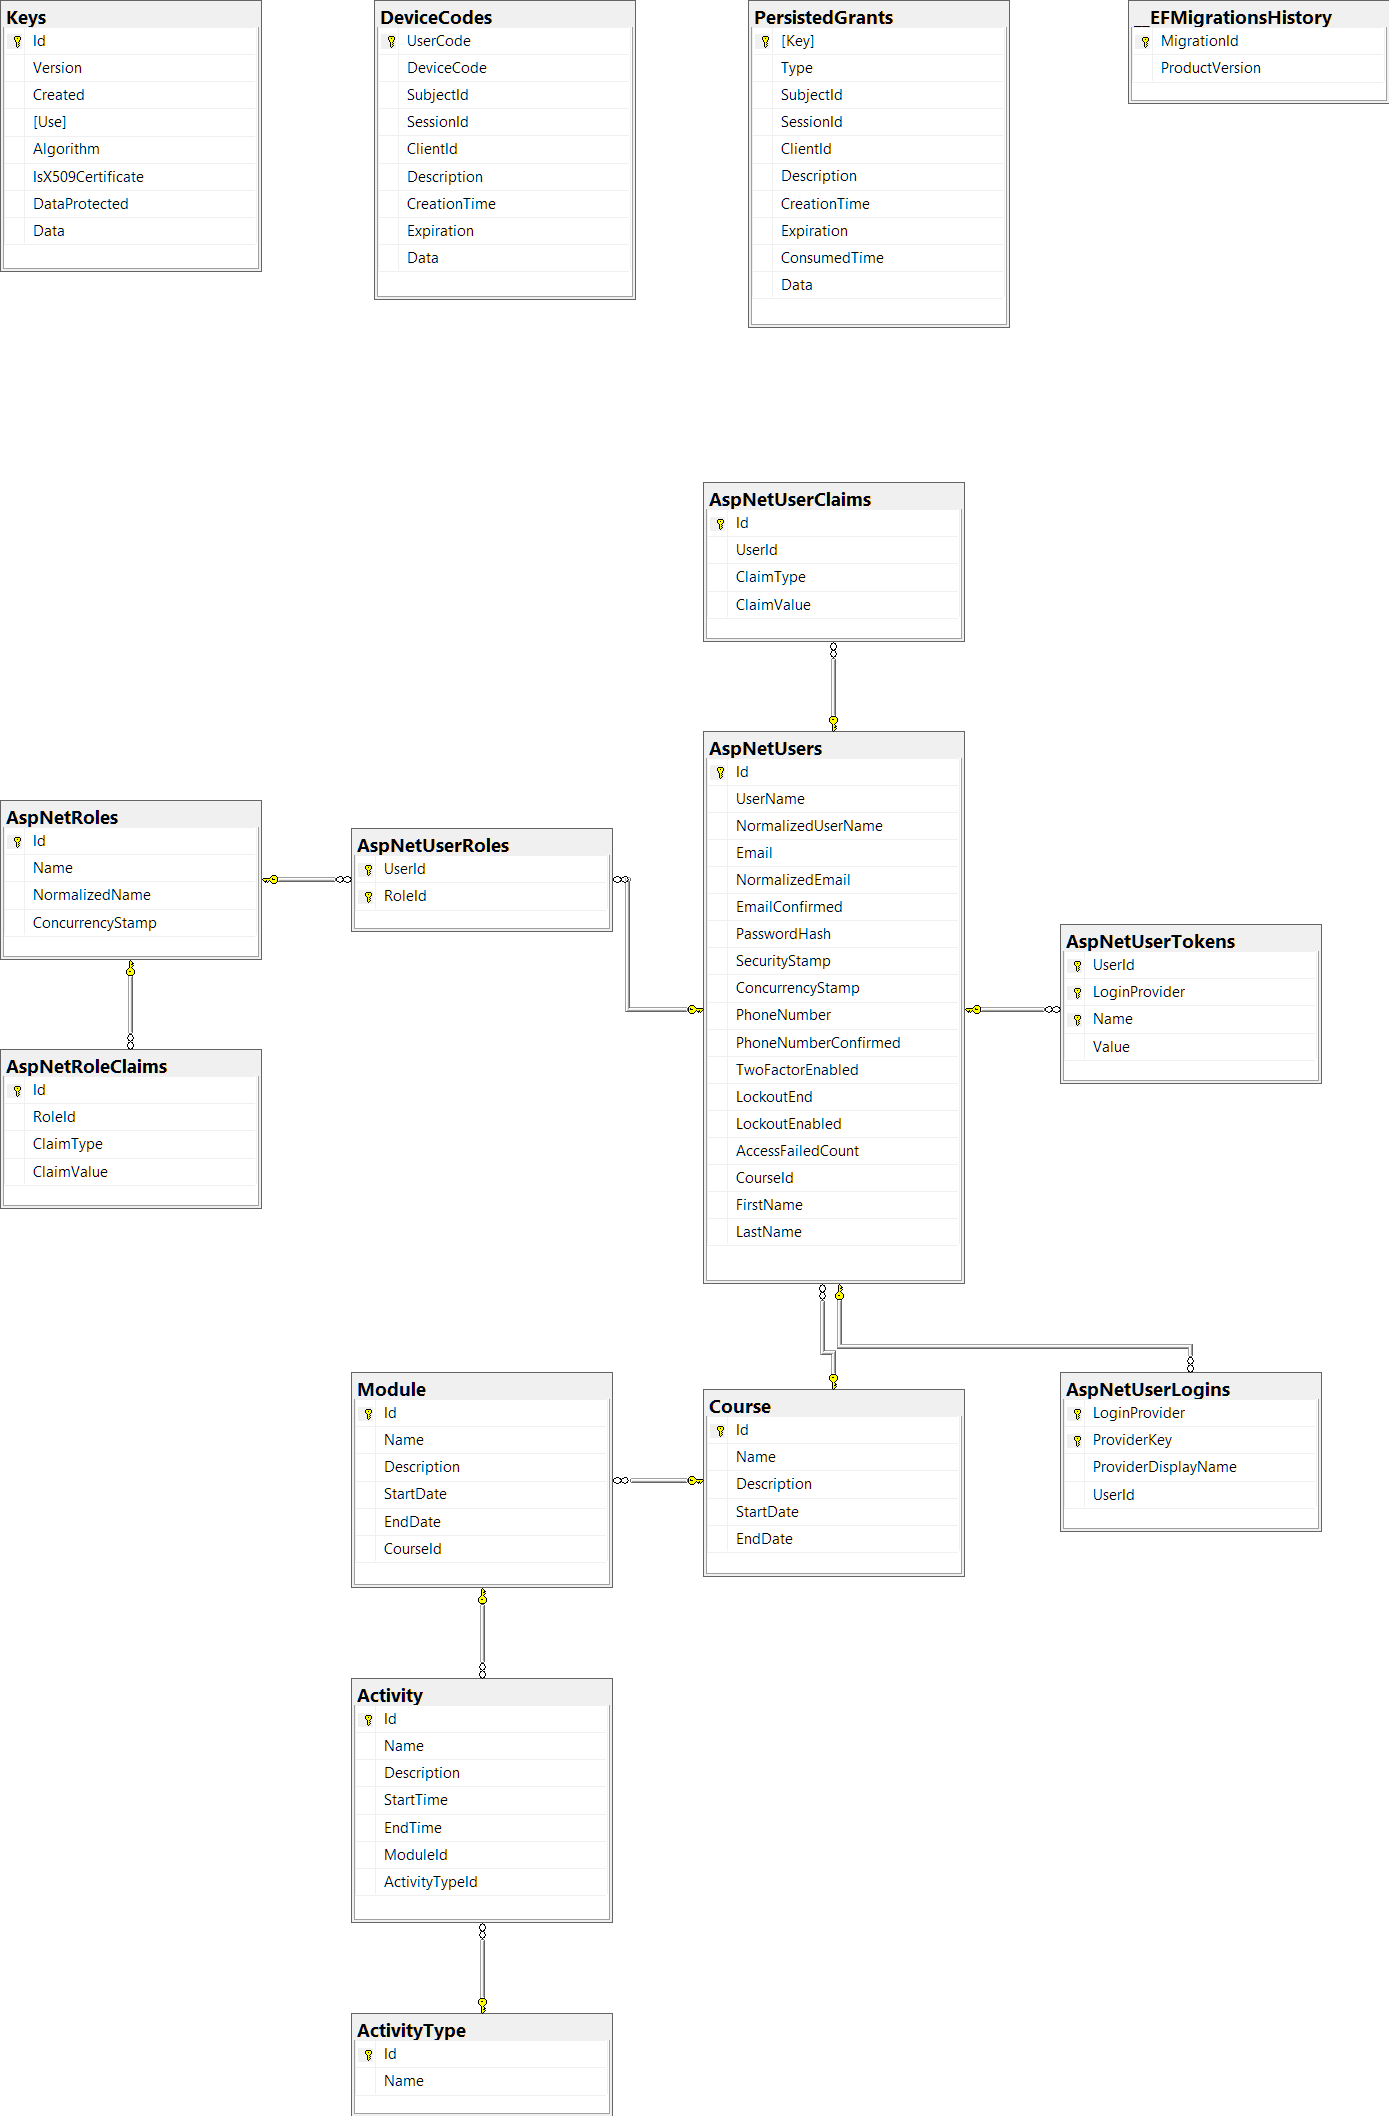 Keys
Id
Version
Created
[Use]
Algorithm
IsX509Certificate
DataProtected
Data
DeviceCodes
UserCode
DeviceCode
SubjectId
SessionId
ClientId
Description
CreationTime
Expiration
Data
PersistedGrants
[Key]
Type
SubjectId
SessionId
ClientId
Description
CreationTime
Expiration
ConsumedTime
Data
__EFMigrationsHistory
MigrationId
ProductVersion
AspNetUserClaims
Id
UserId
ClaimType
ClaimValue
AspNetUsers
Id
UserName
NormalizedUserName
Email
NormalizedEmail
EmailConfirmed
PasswordHash
SecurityStamp
ConcurrencyStamp
PhoneNumber
PhoneNumberConfirmed
TwoFactorEnabled
LockoutEnd
LockoutEnabled
AccessFailedCount
CourseId
FirstName
LastName
AspNetRoles
Id
Name
NormalizedName
ConcurrencyStamp
AspNetUserRoles
UserId
RoleId
AspNetUserTokens
UserId
LoginProvider
Name
Value
AspNetRoleClaims
Id
RoleId
ClaimType
ClaimValue
Module
Id
Name
Description
StartDate
EndDate
CourseId
Course
Id
Name
Description
StartDate
EndDate
AspNetUserLogins
LoginProvider
ProviderKey
ProviderDisplayName
UserId
Activity
Id
Name
Description
StartTime
EndTime
ModuleId
ActivityTypeId
ActivityType
Id
Name